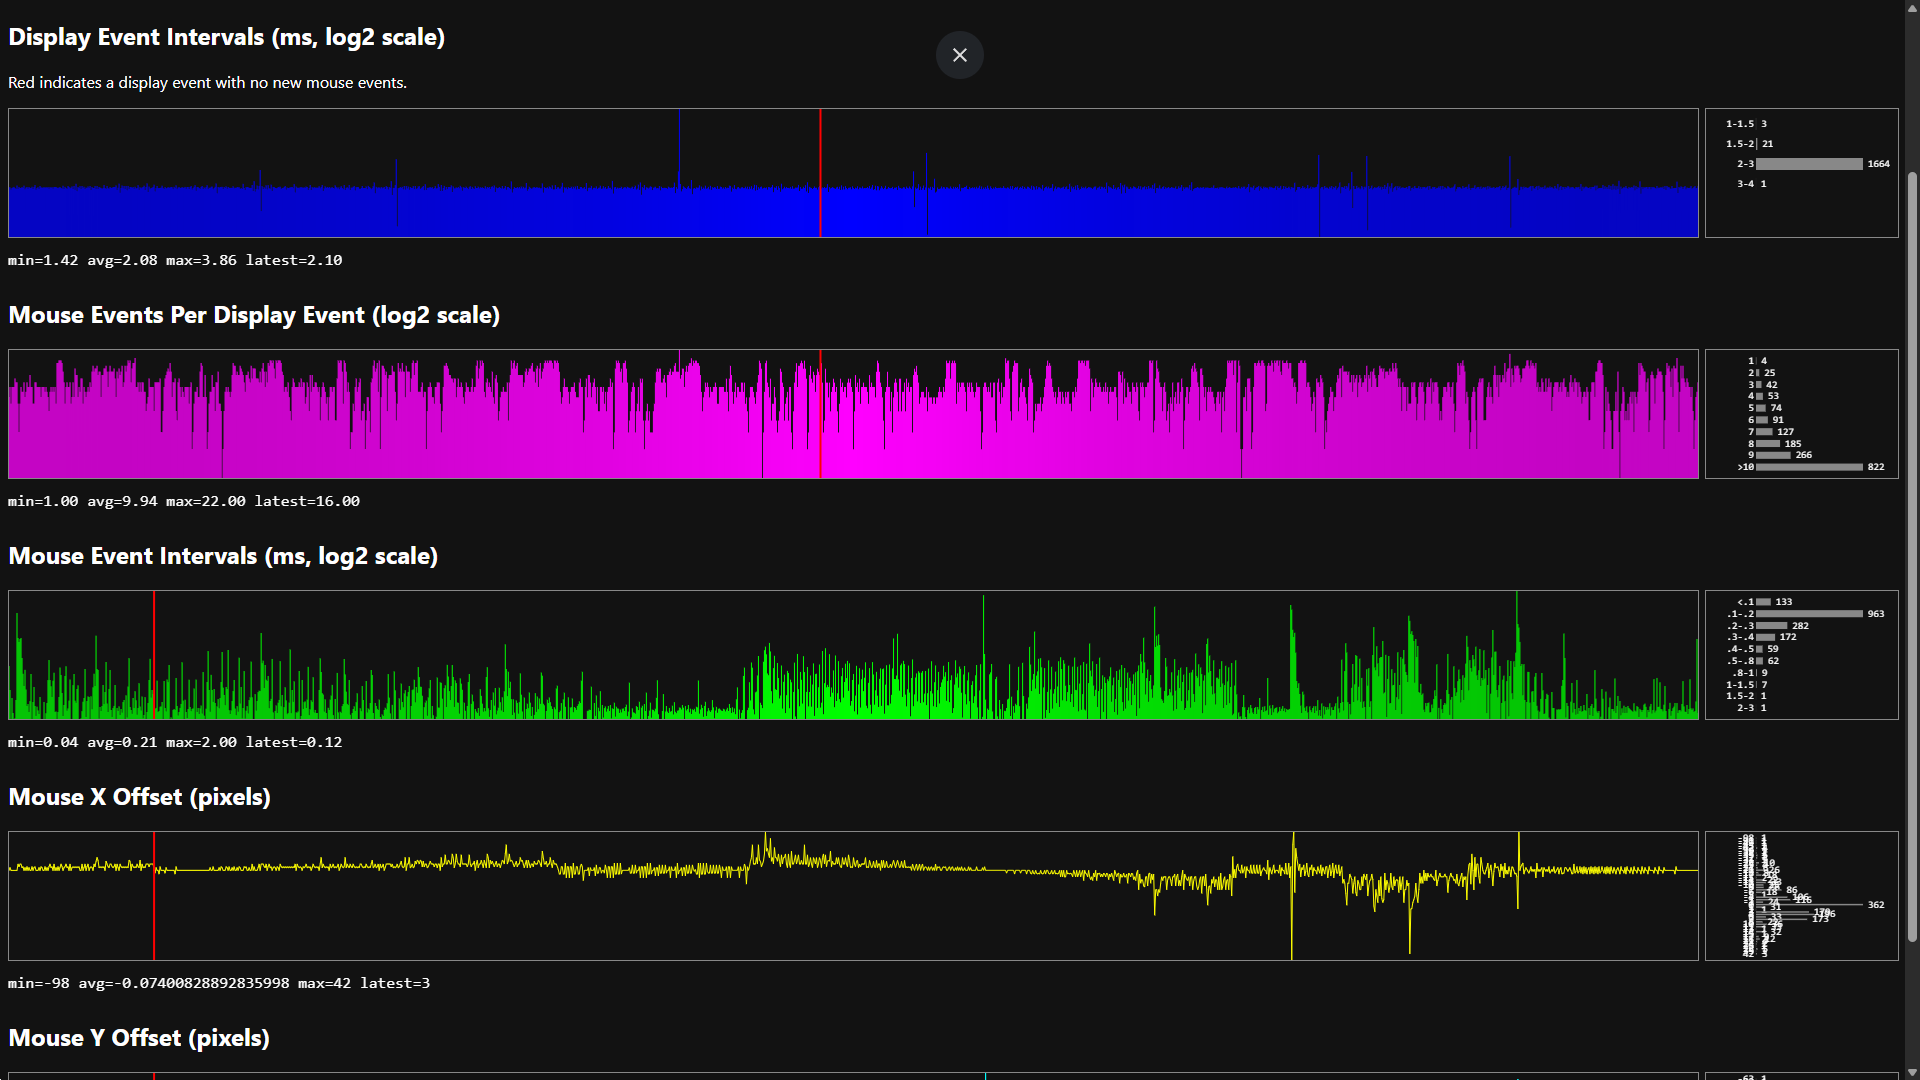 Display Event Intervals (ms, log2 scale)
Red indicates a display event with no new mouse events.
1-1.5 3
1.5-2 21
2-3 1664
3-4 1
min=1.42 avg=2.08 max=3.86 latest=2.10
Mouse Events Per Display Event (log2 scale)
1 4
2 25
3 42
4 53
5 74
6 91
7 127
8 185
9 266
>10 822
min=1.00 avg=9.94 max=22.00 latest=16.00
Mouse Event Intervals (ms, log2 scale)
<.1 133
.1-.2 963
.2-.3 282
.3-.4 172
.4-.5 59
.5-.8 62
.8-1 9
1-1.5 7
1.5-2 1
2-3 1
min=0.04 avg=0.21 max=2.00 latest=0.12
Mouse X Offset (pixels)
-98 1
86
362
173
42 3
min=-98 avg=-0.07400828892835998 max=42 latest=3
Mouse Y Offset (pixels)